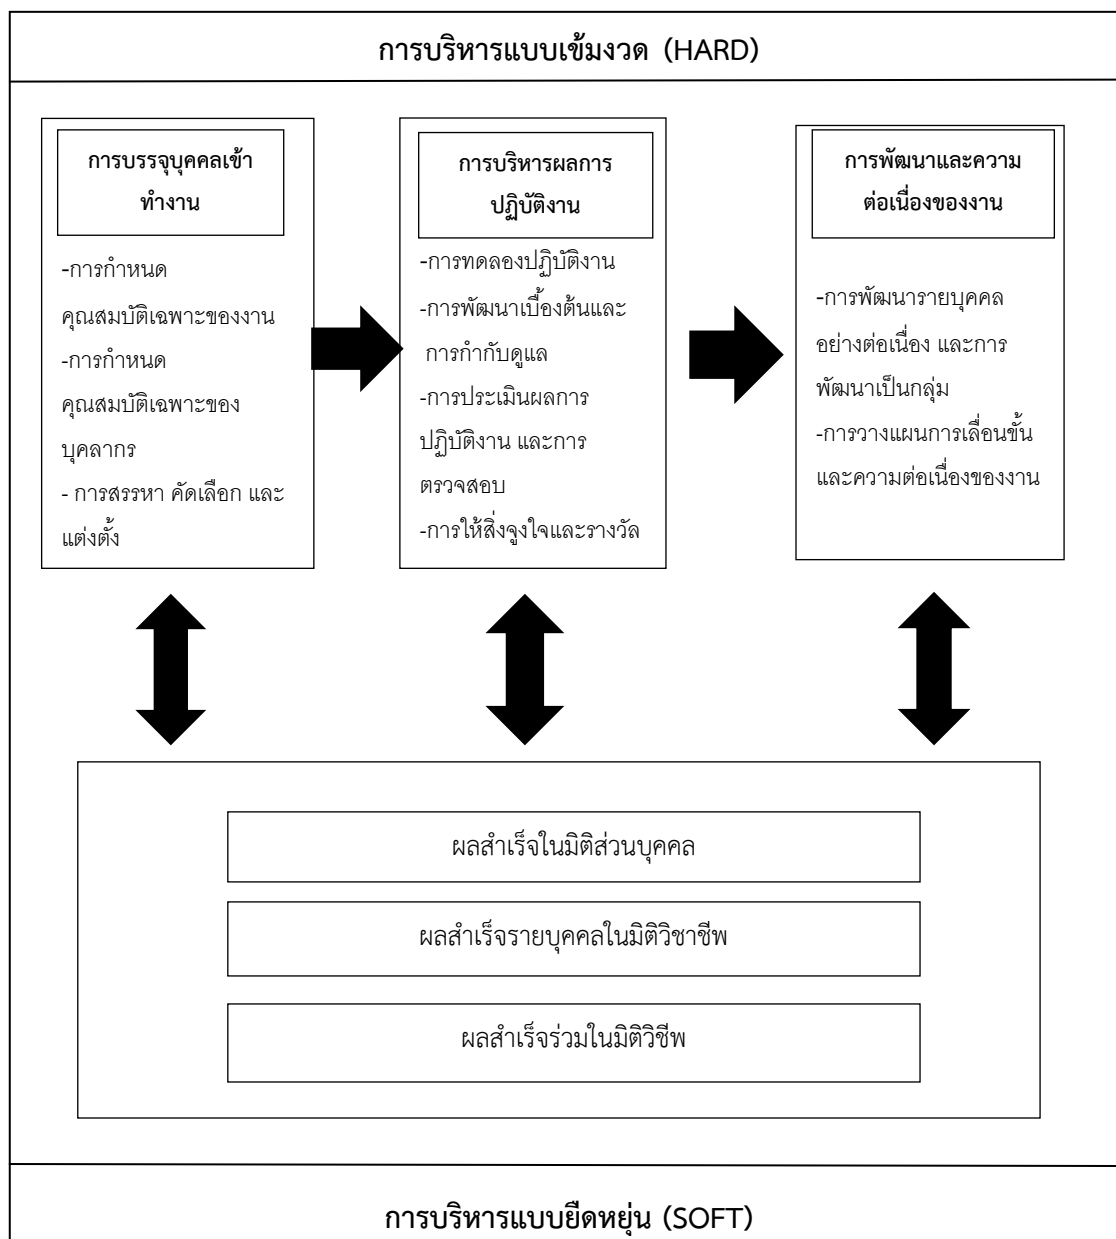 การบริหารแบบเข้มงวด (HARD)
การบรรจุบุคคลเข้า
ทำงาน
-การกำหนด
คุณสมบัติเฉพาะของงาน
-การกำหนด
คุณสมบัติเฉพาะของ
บุคลากร
- การสรรหา คัดเลือก และ
แต่งตั้ง
การบริหารผลการ
ปฏิบัติงาน
-การทดลองปฏิบัติงาน
-การพัฒนาเบื้องต้นและ
การกำกับดูแล
-การประเมินผลการ
ปฏิบัติงาน และการ
ตรวจสอบ
-การให้สิ่งจูงใจและรางวัล
การพัฒนาและความ
ต่อเนื่องของงาน
-การพัฒนารายบุคคล
อย่างต่อเนื่อง และการ
พัฒนาเป็นกลุ่ม
-การวางแผนการเลื่อนขั้น
และความต่อเนื่องของงาน
ผลสำเร็จในมิติส่วนบุคคล
ผลสำเร็จรายบุคคลในมิติวิชาชีพ
ผลสำเร็จร่วมในมิติวิชีพ
การบริหารแบบยืดหยุ่น (SOFT)